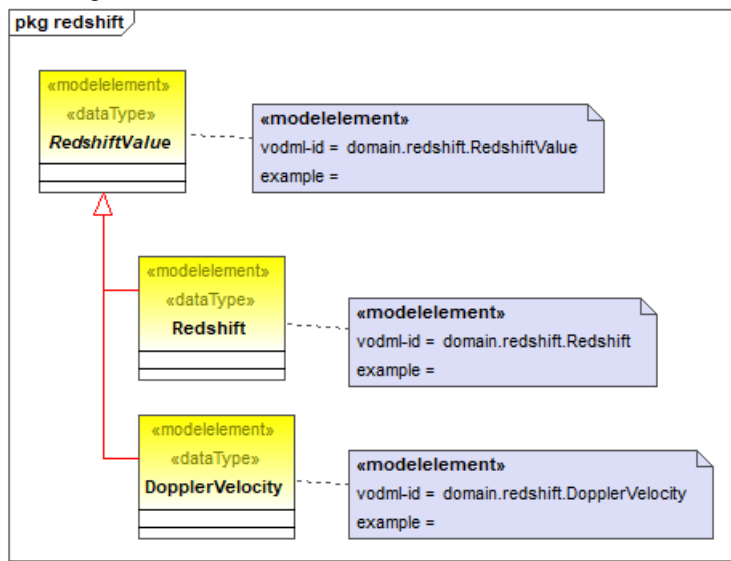 pkg redshift
«modelelement»
«dataType»
RedshiftValue
«modelelement»
vodml-id = domain.redshift.RedshiftValue
example =
«modelelement»
«dataType»
Redshift
«modelelement»
vodml-id = domain.redshift.Redshift
example =
«modelelement»
«dataType»
DopplerVelocity
«modelelement»
vodml-id = domain.redshift.DopplerVelocity
example =